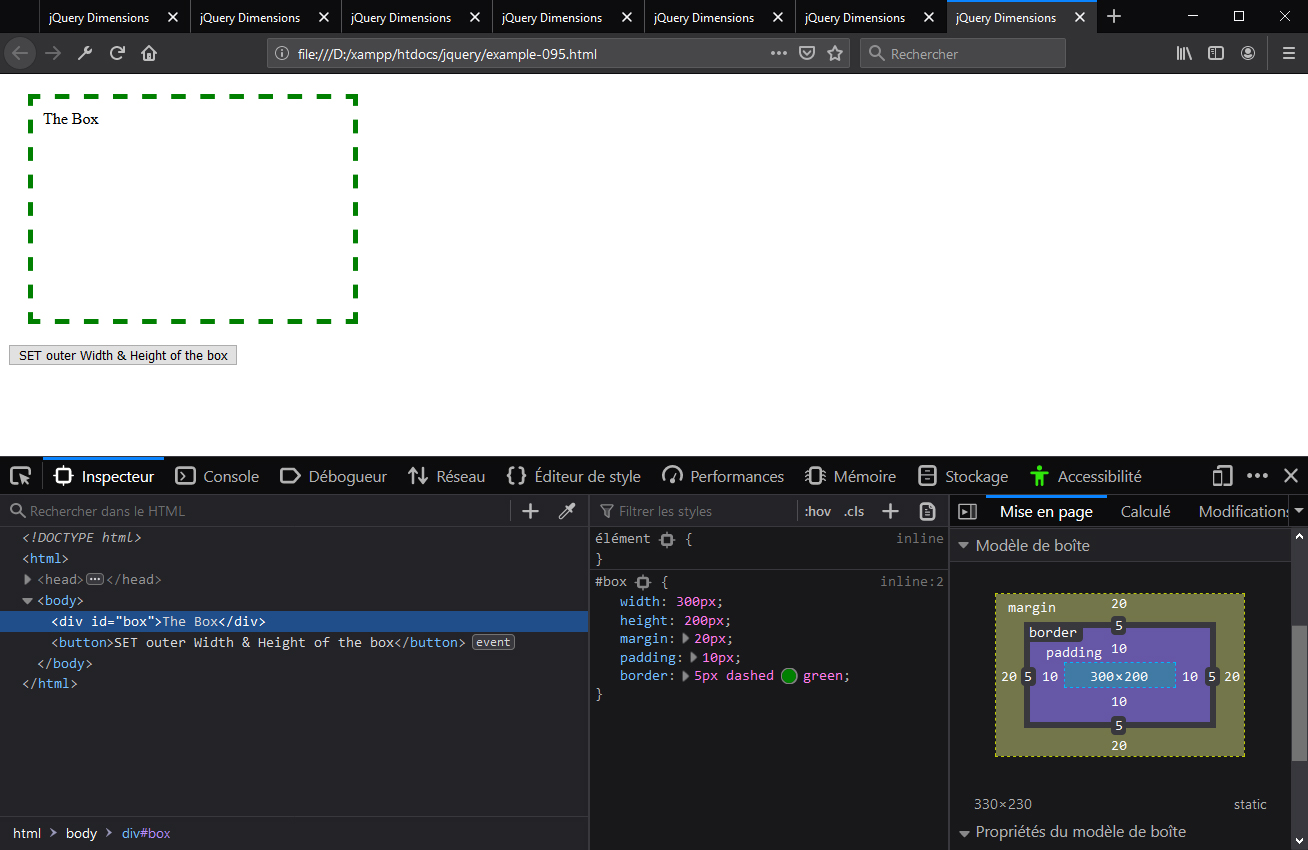 jQuery Dimensions jQuery Dimensions jQuery Dimensions jQuery Dimensions jQuery Dimensions jQuery Dimensions jQuery Dimensions
file:///D:/xampp/htdocs/jquery/example-095.html
Rechercher
The Box
SET outer Width & Height of the box
Inspecteur Console Débogueur Réseau Éditeur de style Performances Mémoire Stockage Accessibilité
Rechercher dans le HTML
<!DOCTYPE html>
<html>
<head> </head>
<body>
<div id="box">The Box</div>
<button>SET outer Width & Height of the box</button> event
</body>
</html>
html > body > div#box
Filtrer les styles :hov .cls
élément { inline
}
#box { inline:2
width: 300px;
height: 200px;
margin: 20px;
padding: 10px;
border: 5px dashed green;
}
Mise en page Calculé Modifications
Modèle de boîte
margin 20
5
border
padding 10
20 5 10 300×200 10 5 20
10
5
20
330×230 static
Propriétés du modèle de boîte